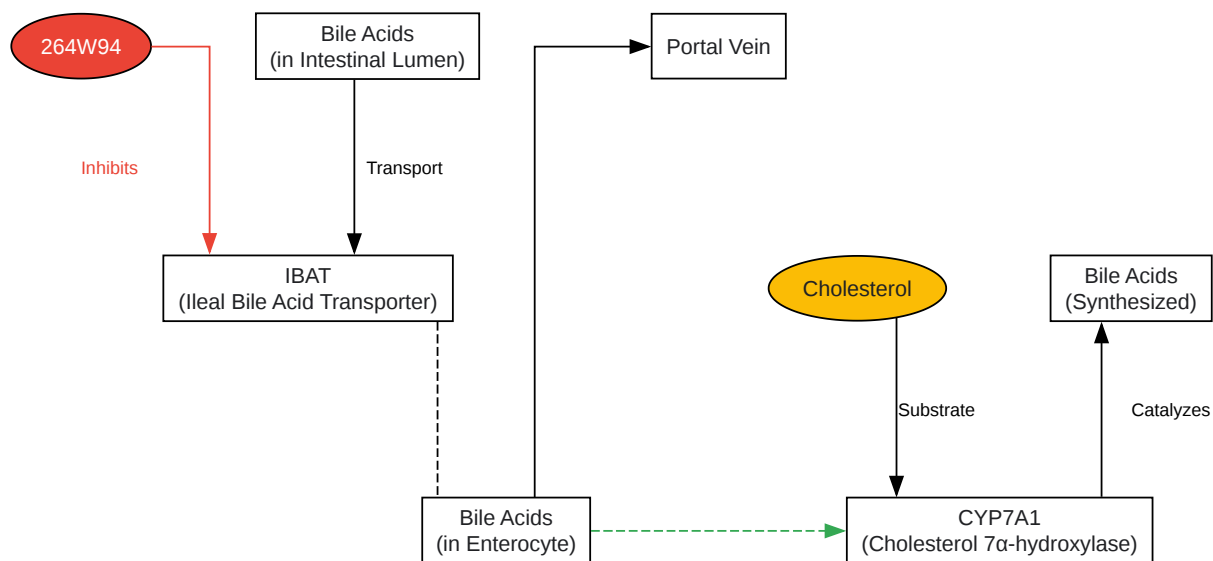 264W94
Bile Acids
(in Intestinal Lumen)
Portal Vein
Inhibits
Transport
IBAT
(Ileal Bile Acid Transporter)
Cholesterol
Bile Acids
(Synthesized)
Substrate
Catalyzes
Bile Acids
(in Enterocyte)
CYP7A1
(Cholesterol 7α-hydroxylase)